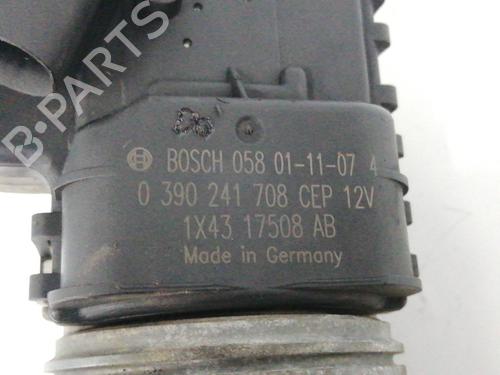 BOSCH 058 01-11-07 4
0 390 241 708 CEP 12V
1X43 17508 AB
Made in Germany
B-PARTS